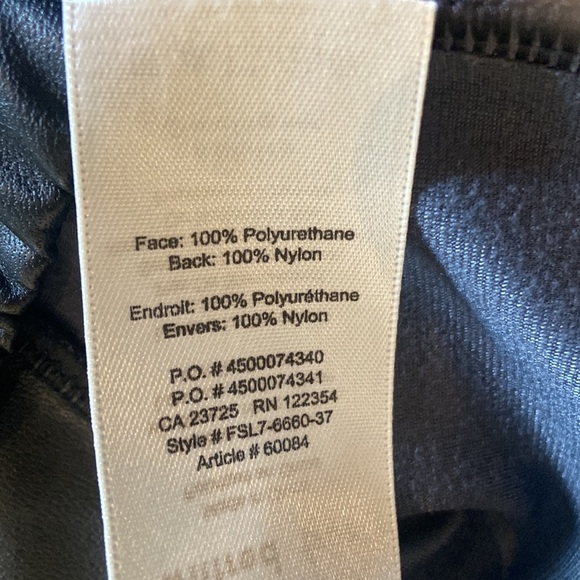 Face: 100% Polyurethane
Back: 100% Nylon
Endroit: 100% Polyuréthane
Envers: 100% Nylon
P.O. # 4500074340
P.O. # 4500074341
CA 23725 RN 122354
Style # FSL7-6660-37
Article # 60084